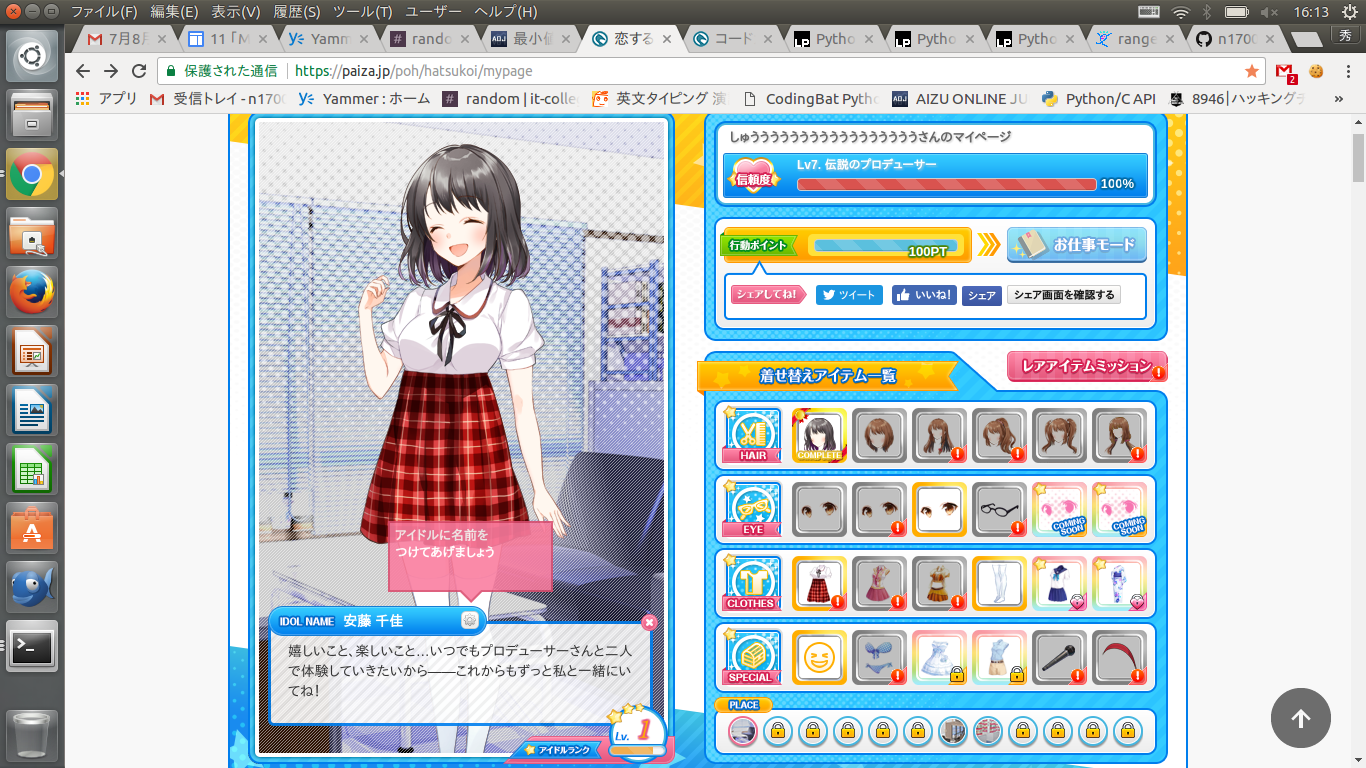 ファイル(F) 編集(E) 表示(V) 履歴(S) ツール(T) ユーザー ヘルプ(H)
16:13
7月8
11「M
Yamm
rando
最小値
恋する
コード
Pytho
Pytho
Pytho
range
n1700
秀
保護された通信 https://paiza.jp/poh/hatsukoi/mypage
2
アプリ
受信トレイ - n1700
Yammer : ホーム
random | it-colle
英文タイピング 演
CodingBat Pyth
AIZU ONLINE JU
Python/C API
8946|ハッキング
»
しゅううううううううううううううううさんのマイページ
信頼度
Lv7. 伝説のプロデューサー
100%
行動ポイント
100PT
お仕事モード
シェアしてね!
ツイート
いいね!
シェア
シェア画面を確認する
着せ替えアイテム一覧
レアアイテムミッション
HAIR
COMPLETE
EYE
COMING SOON
COMING SOON
CLOTHES
SPECIAL
PLACE
アイドルに名前を
つけてあげましょう
IDOL NAME 安藤 千佳
嬉しいこと、楽しいこと…いつでもプロデューサーさんと二人
で体験していきたいから――これからもずっと私と一緒にい
てね!
アイドルランク
Lv. 1